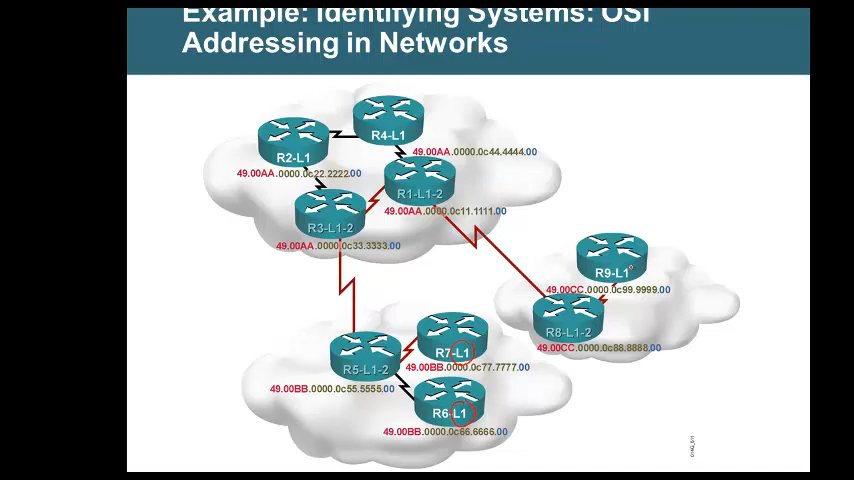 Example: Identifying Systems: OSI
Addressing in Networks
R4-L1
49.00AA.0000.0c44.4444.00
R2-L1
49.00AA.0000.0c22.2222.00
R1-L1-2
49.00AA.0000.0c11.1111.00
R3-L1-2
49.00AA.0000.0c33.3333.00
R9-L1
49.00CC.0000.0c99.9999.00
R8-L1-2
49.00CC.0000.0c88.8888.00
R7-L1
49.00BB.0000.0c77.7777.00
R5-L1-2
49.00BB.0000.0c55.5555.00
R6-L1
49.00BB.0000.0c66.6666.00